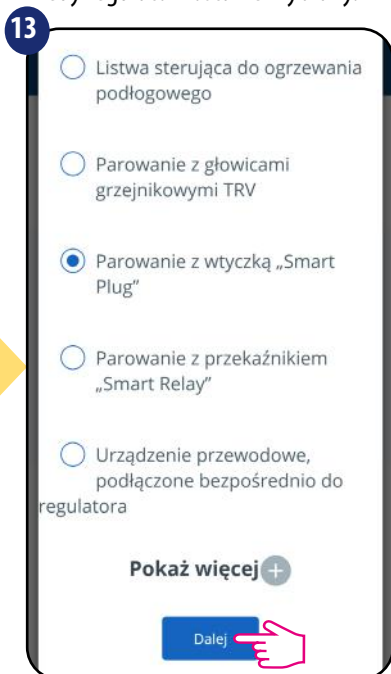 13
Listwa sterująca do ogrzewania
podłogowego
Parowanie z głowicami
grzejnikowymi TRV
Parowanie z wtyczką „Smart
Plug”
Parowanie z przekaźnikiem
„Smart Relay”
Urządzenie przewodowe,
podłączone bezpośrednio do
regulatora
Pokaż więcej
Dalej